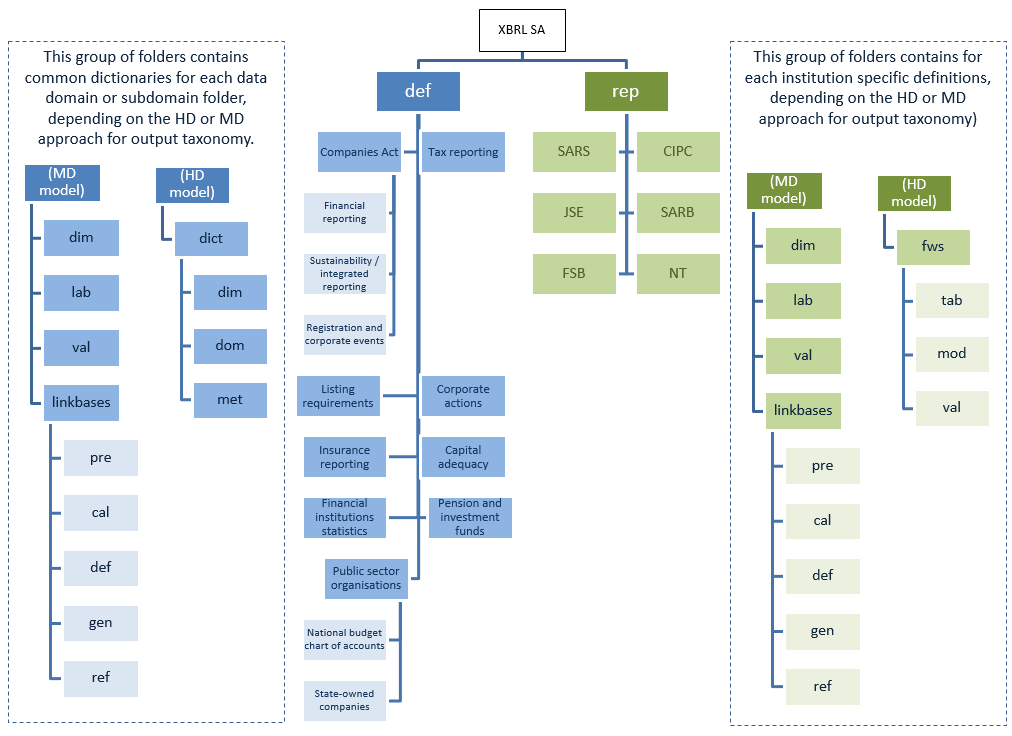 XBRL SA
This group of folders contains
common dictionaries for each data
domain or subdomain folder,
depending on the HD or MD
approach for output taxonomy.
(MD
model)
dim
lab
val
linkbases
pre
cal
def
gen
ref
(HD
model)
dict
dim
dom
met
def
Companies Act
Tax reporting
Financial
reporting
Sustainability /
integrated
reporting
Registration and
corporate events
Listing
requirements
Corporate
actions
Insurance
reporting
Capital
adequacy
Financial
institutions
statistics
Pension and
investment
funds
Public sector
organisations
National budget
chart of accounts
State-owned
companies
rep
SARS
CIPC
JSE
SARB
FSB
NT
This group of folders contains for
each institution specific definitions,
depending on the HD or MD
approach for output taxonomy)
(MD
model)
dim
lab
val
linkbases
pre
cal
def
gen
ref
(HD
model)
fws
tab
mod
val